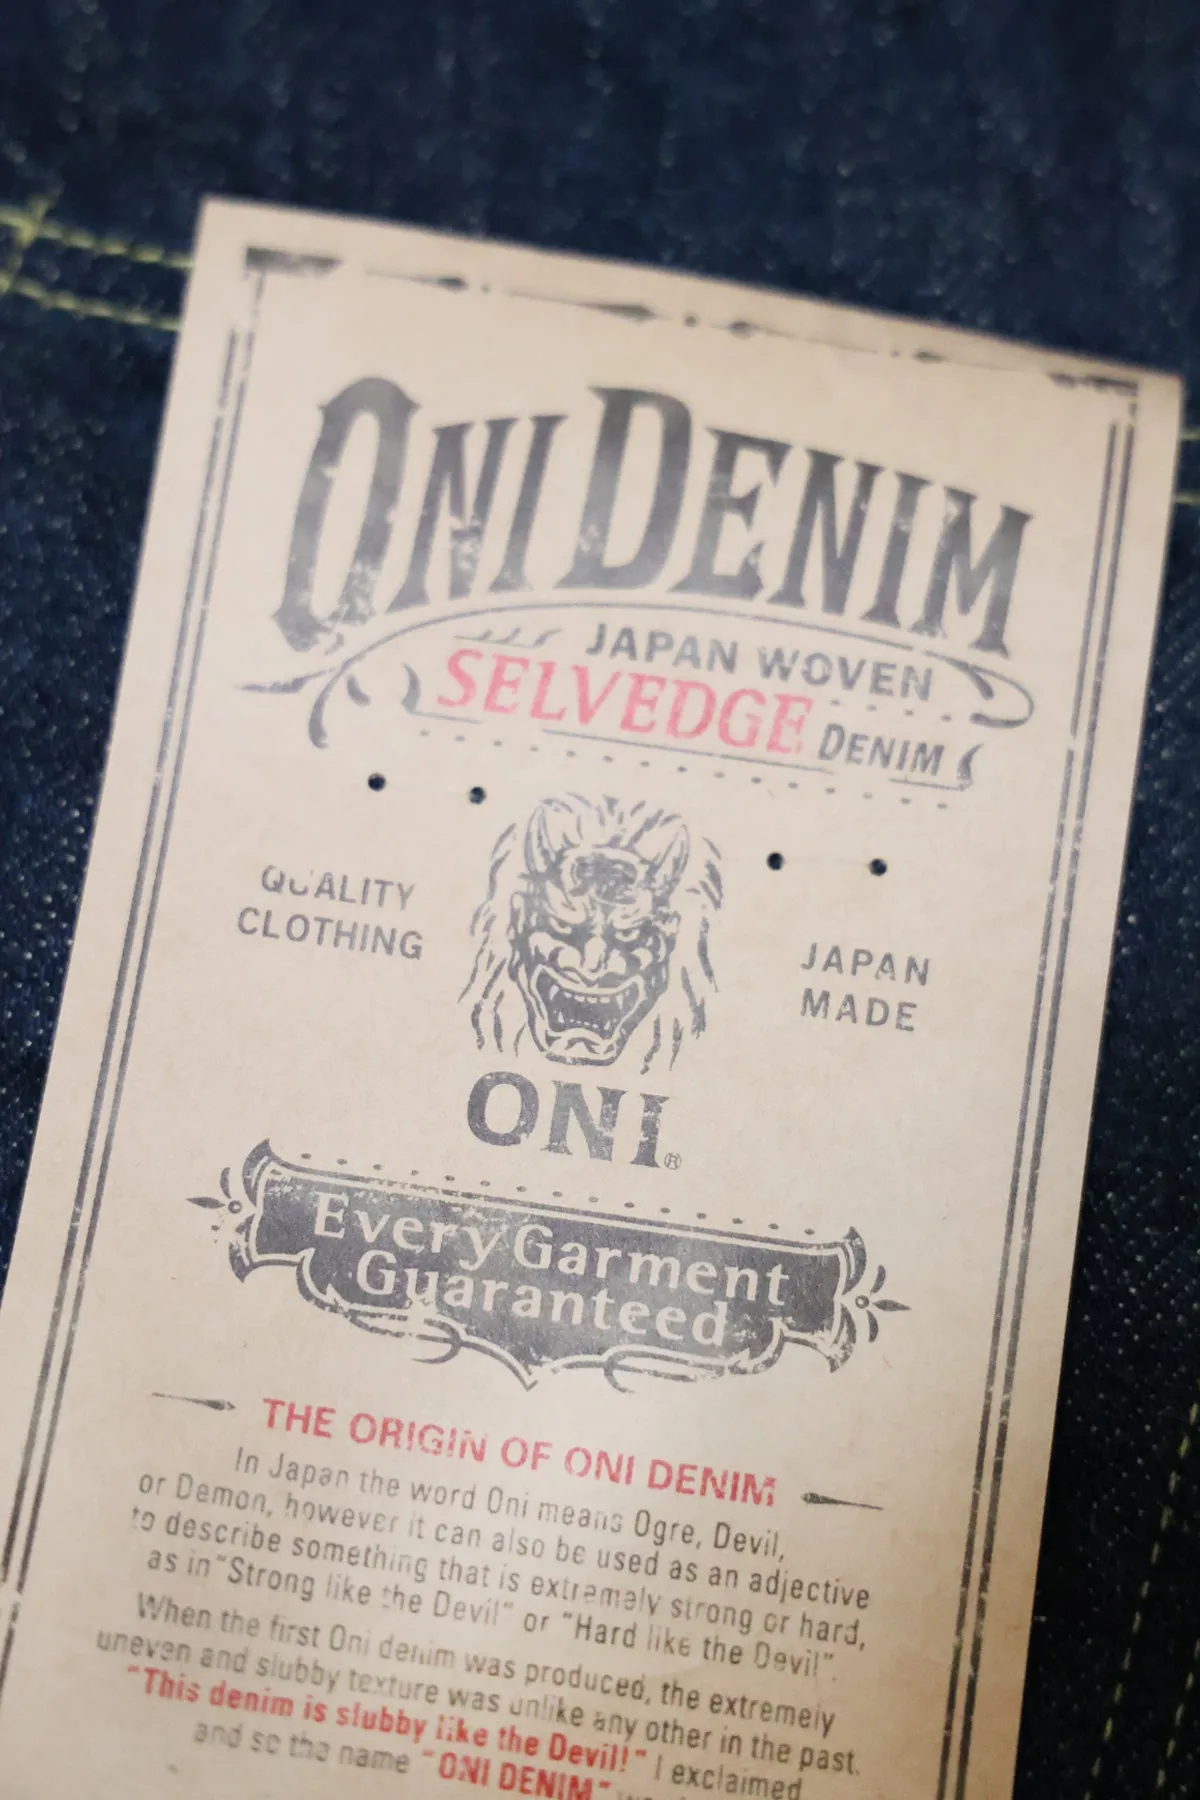 ONI DENIM
JAPAN WOVEN
SELVEDGE DENIM
QUALITY
CLOTHING
JAPAN
MADE
ONI®
Every Garment
Guaranteed
THE ORIGIN OF ONI DENIM
In Japan the word Oni means Ogre, Devil,
or Demon, however it can also be used as an adjective
to describe something that is extremely strong or hard,
as in "Strong like the Devil" or "Hard like the Devil".
When the first Oni denim was produced, the extremely
uneven and slubby texture was unlike any other in the past.
"This denim is slubby like the Devil!" I exclaimed
and so the name "ONI DENIM"